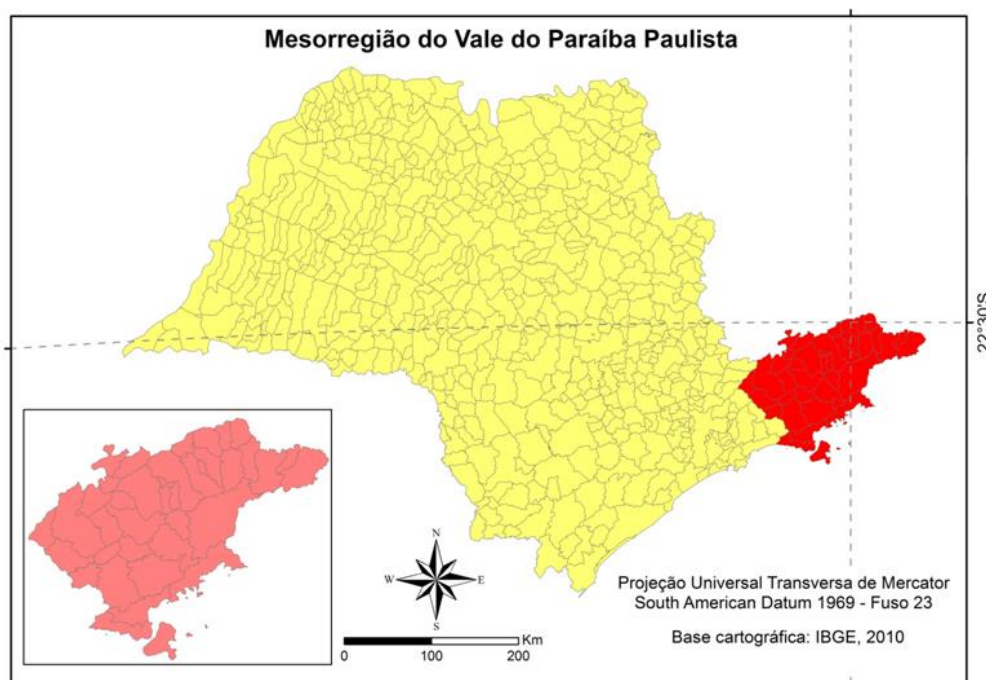 Mesorregião do Vale do Paraíba Paulista
22°30'S
N
W
E
S
Km
0
100
200
Projeção Universal Transversa de Mercator
South American Datum 1969 - Fuso 23
Base cartográfica: IBGE, 2010